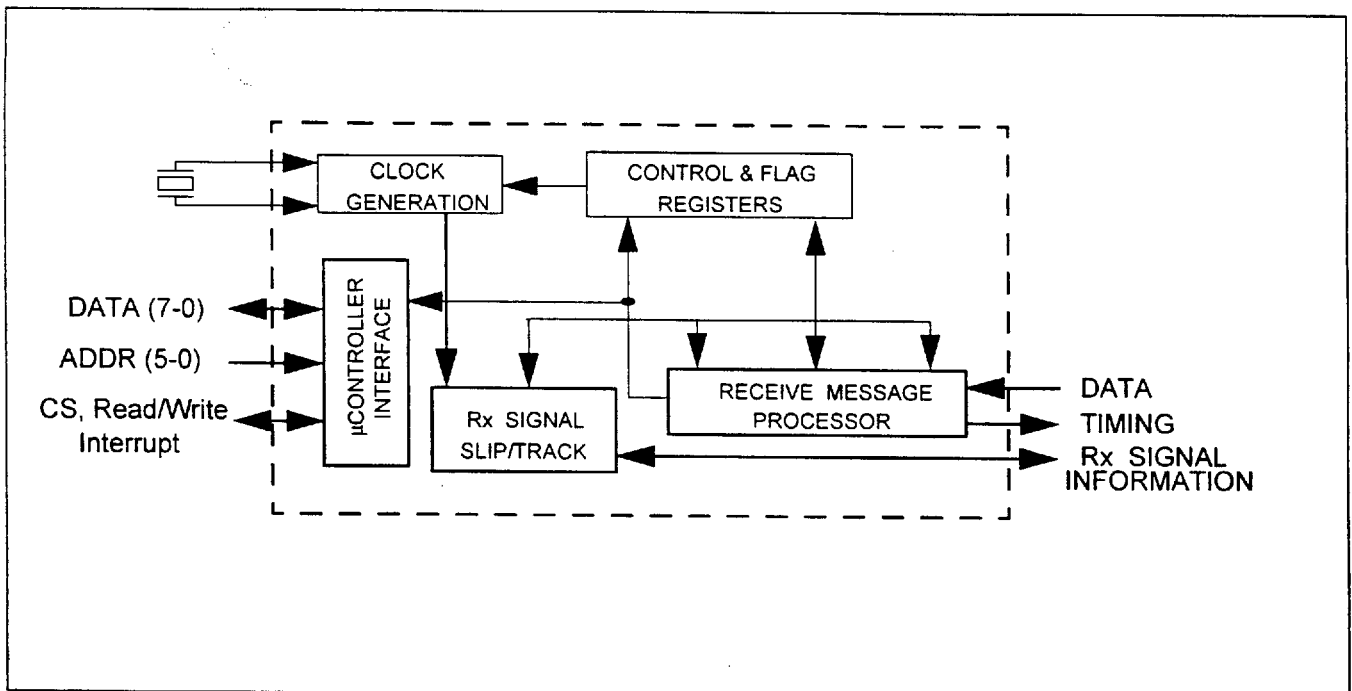 CLOCK
GENERATION
CONTROL & FLAG
REGISTERS
DATA (7-0)
ADDR (5-0)
CS, Read/Write
Interrupt
µCONTROLLER
INTERFACE
Rx SIGNAL
SLIP/TRACK
RECEIVE MESSAGE
PROCESSOR
DATA
TIMING
Rx SIGNAL
INFORMATION